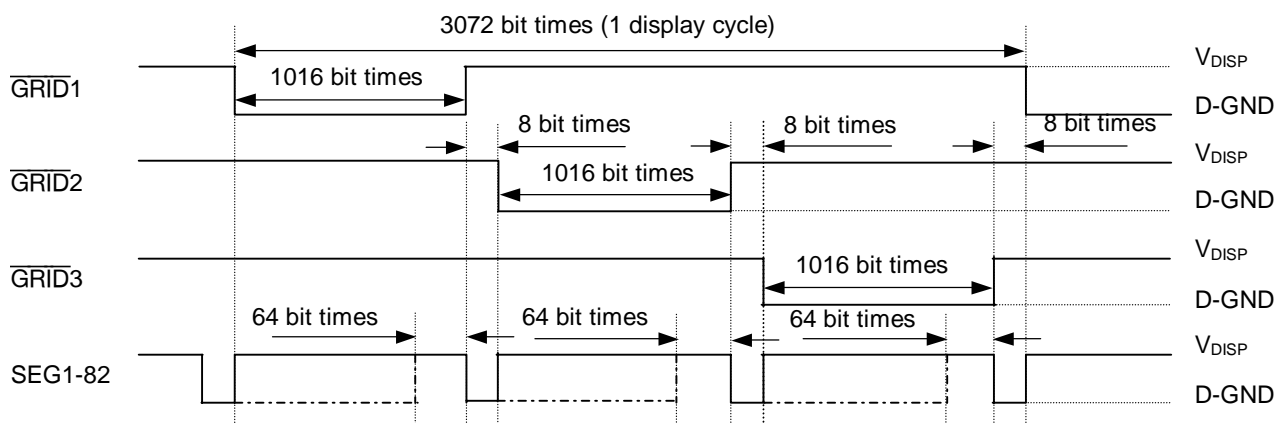 3072 bit times (1 display cycle)
VDISP
GRID1
1016 bit times
D-GND
8 bit times
8 bit times
8 bit times
VDISP
GRID2
1016 bit times
D-GND
VDISP
GRID3
1016 bit times
D-GND
64 bit times
64 bit times
64 bit times
VDISP
SEG1-82
D-GND